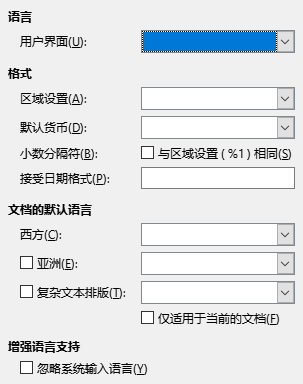 语言
用户界面(U):
格式
区域设置(A):
默认货币(D):
小数分隔符(B): 与区域设置 ( %1 ) 相同(S)
接受日期格式(P):
文档的默认语言
西方(C):
亚洲(E):
复杂文本排版(T):
仅适用于当前的文档(F)
增强语言支持
忽略系统输入语言(Y)